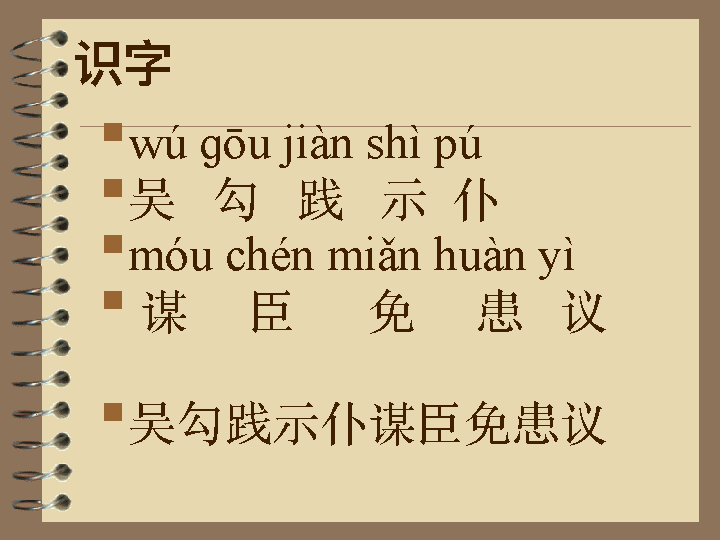 识字
wú gōu jiàn shì pú
吴 勾 践 示 仆
móu chén miǎn huàn yì
谋 臣 免 患 议
吴勾践示仆谋臣免患议